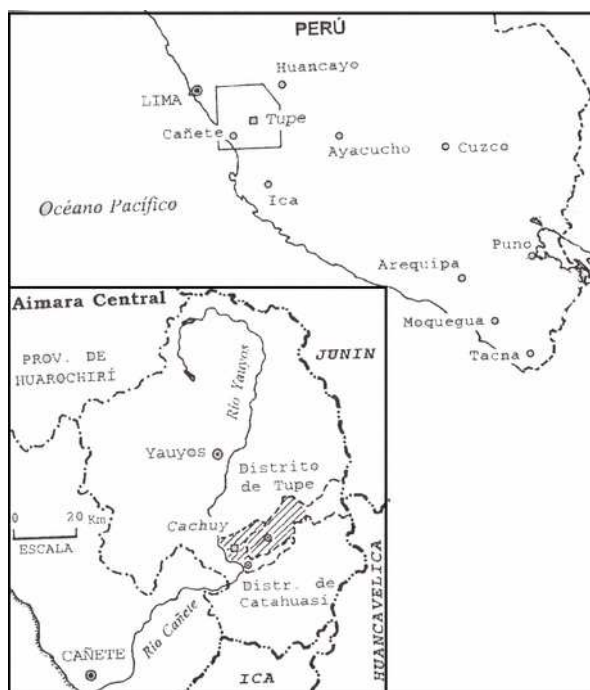 PERÚ
Huancayo
LIMA
Tupe
Cañete
Ayacucho
Cuzco
Ica
Océano Pacífico
Puno
Arequipa
Moquegua
Tacna
Aimara Central
PROV. DE
HUAROCHIRÍ
JUNIN
Río Yauyos
Yauyos
Distrito
de Tupe
0 20 Km
ESCALA
Cachuy
Distr. de
Catahuasi
HUANCAVELICA
Río Cañete
CAÑETE
ICA